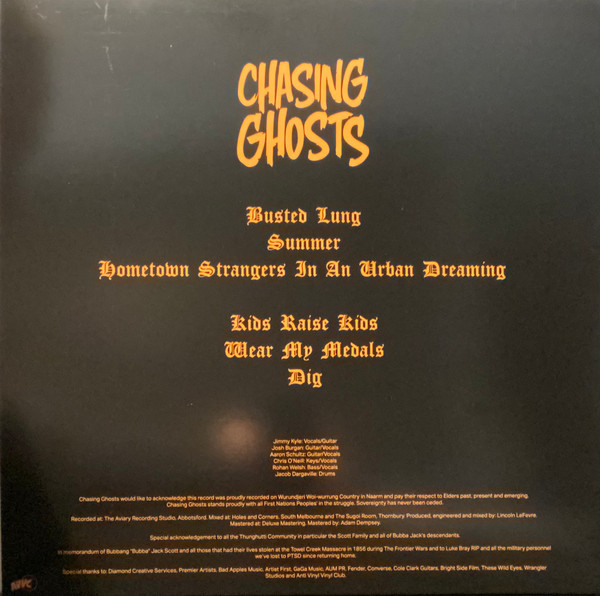 CHASING
GHOSTS
Busted Lung
Summer
Hometown Strangers In An Urban Dreaming
Kids Raise Kids
Wear My Medals
Dig
Jimmy Kyle: Vocals/Guitar
Josh Burgan: Guitar/Vocals
Aaron Schultz: Guitar/Vocals
Chris O'Neill: Keys/Vocals
Rohan Welsh: Bass/Vocals
Jacob Dargaville: Drums
Chasing Ghosts would like to acknowledge this record was proudly recorded on Wurundjeri Woi-wurrung Country in Naarm and pay their respect to Elders past, present and emerging.
Chasing Ghosts stands proudly with all First Nations Peoples' in the struggle. Sovereignty has never been ceded.
Recorded at: The Aviary Recording Studio, Abbotsford. Mixed at: Holes and Corners, South Melbourne and The Sugar Room, Thornbury. Produced, engineered and mixed by: Lincoln LeFevre.
Mastered at: Deluxe Mastering. Mastered by: Adam Dempsey.
Special acknowledgement to all the Thunghutti Community in particular the Scott Family and all of Bubba Jack's descendants.
In memorandum of Bubbang "Bubba" Jack Scott and all those that had their lives stolen at the Towel Creek Massacre in 1856 during The Frontier Wars and to Luke Bray RIP and all the military personnel
we've lost to PTSD since returning home.
Special thanks to: Diamond Creative Services, Premier Artists, Bad Apples Music, Artist First, GaGa Music, AUM PR, Fender, Converse, Cole Clark Guitars, Bright Side Film, These Wild Eyes, Wrangler
Studios and Anti Vinyl Vinyl Club.